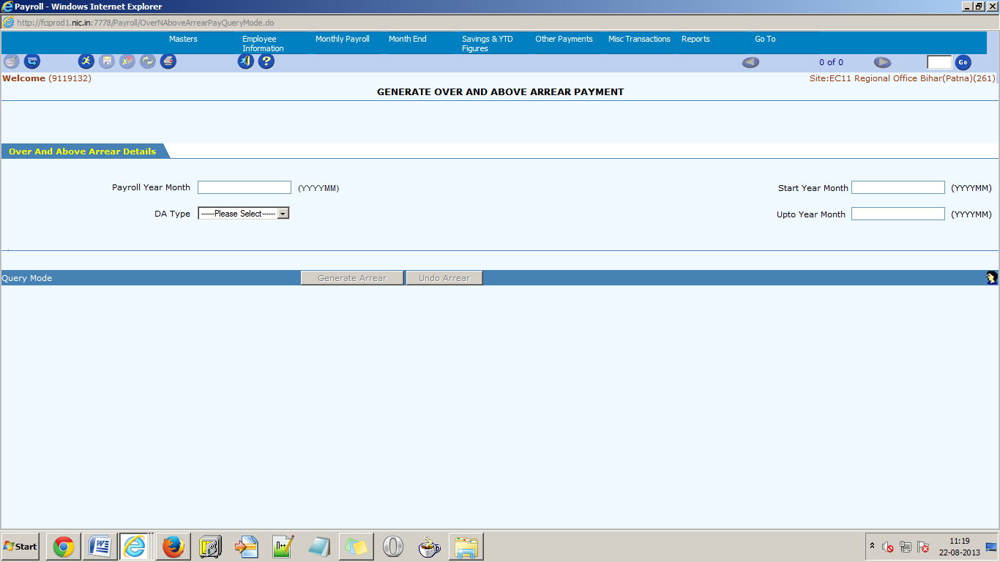 Payroll - Windows Internet Explorer
http://fciprod1.nic.in:7778/Payroll/OverNAboveArrearPayQueryMode.do
Masters Employee Information Monthly Payroll Month End Savings & YTD Figures Other Payments Misc Transactions Reports Go To
0 of 0 Go
Welcome (9119132) Site:EC11 Regional Office Bihar(Patna)(261)
GENERATE OVER AND ABOVE ARREAR PAYMENT
Over And Above Arrear Details
Payroll Year Month (YYYYMM) Start Year Month (YYYYMM)
DA Type ------Please Select------ Upto Year Month (YYYYMM)
Query Mode Generate Arrear Undo Arrear
Start 11:19
22-08-2013